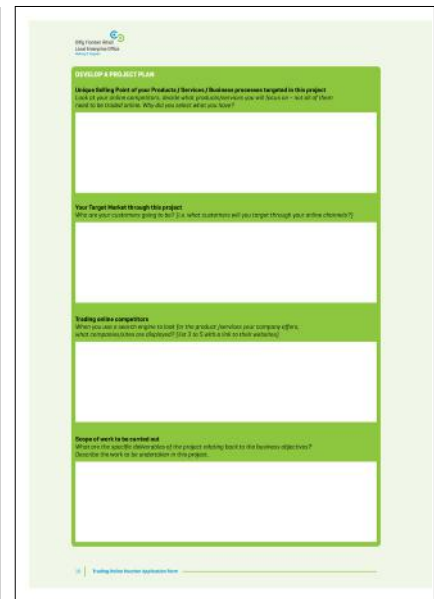 Oifig Fiontair Áitiúil
Local Enterprise Office
DEVELOP A PROJECT PLAN
Unique Selling Point of your Products / Services / Business processes targeted in this project
Look at your online competitors, decide what products/services you will focus on – not all of them
need to be traded online. Why did you select what you have?
Your Target Market through this project
Who are your customers going to be? (i.e. what customers will you target through your online channels?)
Trading online competitors
When you use a search engine to look for the product /services your company offers,
what companies/sites are displayed? (list 3 to 5 with a link to their websites)
Scope of work to be carried out
What are the specific deliverables of the project relating back to the business objectives?
Describe the work to be undertaken in this project.
Trading Online Voucher Application Form